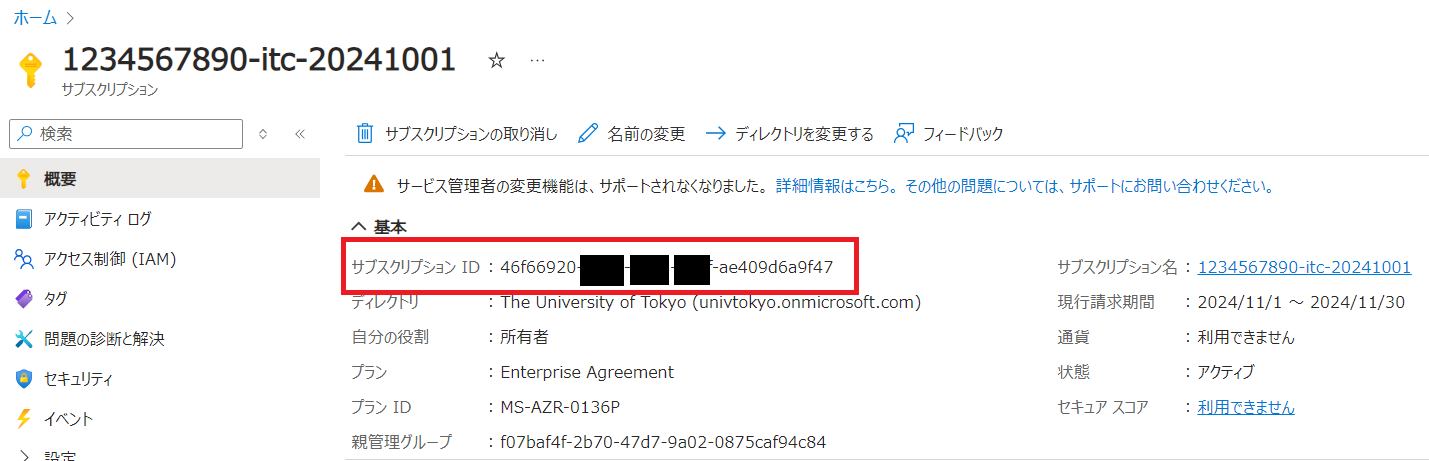 ホーム
1234567890-itc-20241001
サブスクリプション
検索
サブスクリプションの取り消し 名前の変更 ディレクトリを変更する フィードバック
概要
アクティビティ ログ
アクセス制御 (IAM)
タグ
問題の診断と解決
セキュリティ
イベント
設定
サービス管理者の変更機能は、サポートされなくなりました。詳細情報はこちら。その他の問題については、サポートにお問い合わせください。
基本
サブスクリプション ID : 46f66920- - - f-ae409d6a9f47
ディレクトリ : The University of Tokyo (univtokyo.onmicrosoft.com)
自分の役割 : 所有者
プラン : Enterprise Agreement
プラン ID : MS-AZR-0136P
親管理グループ : f07baf4f-2b70-47d7-9a02-0875caf94c84
サブスクリプション名 : 1234567890-itc-20241001
現行請求期間 : 2024/11/1 ～ 2024/11/30
通貨 : 利用できません
状態 : アクティブ
セキュア スコア : 利用できません